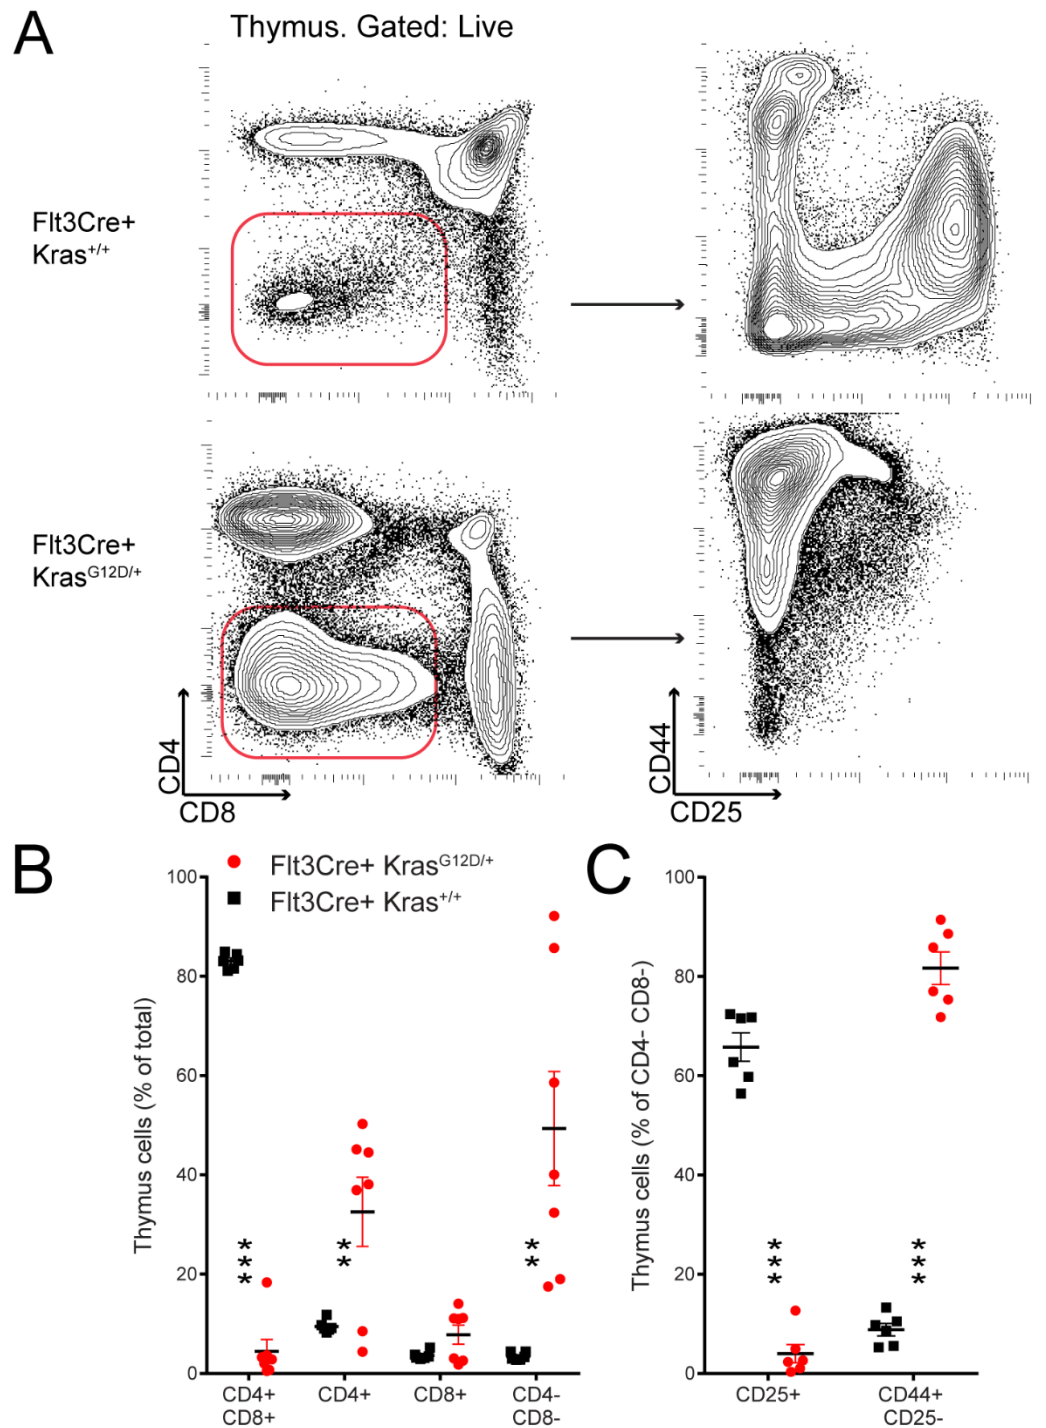 A
Thymus. Gated: Live
Flt3Cre+
Kras+/+
Flt3Cre+
KrasG12D/+
CD4
CD8
CD44
CD25
B
Flt3Cre+ KrasG12D/+
Flt3Cre+ Kras+/+
Thymus cells (% of total)
100
80
60
40
20
0
***
**
**
CD4+
CD8+
CD4+
CD8+
CD4-
CD8-
C
Thymus cells (% of CD4- CD8-)
100
80
60
40
20
0
***
***
CD25+
CD44+
CD25-